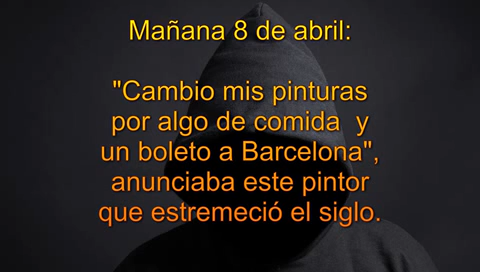 Mañana 8 de abril:
"Cambio mis pinturas
por algo de comida  y
un boleto a Barcelona",
anunciaba este pintor
que estremeció el siglo.